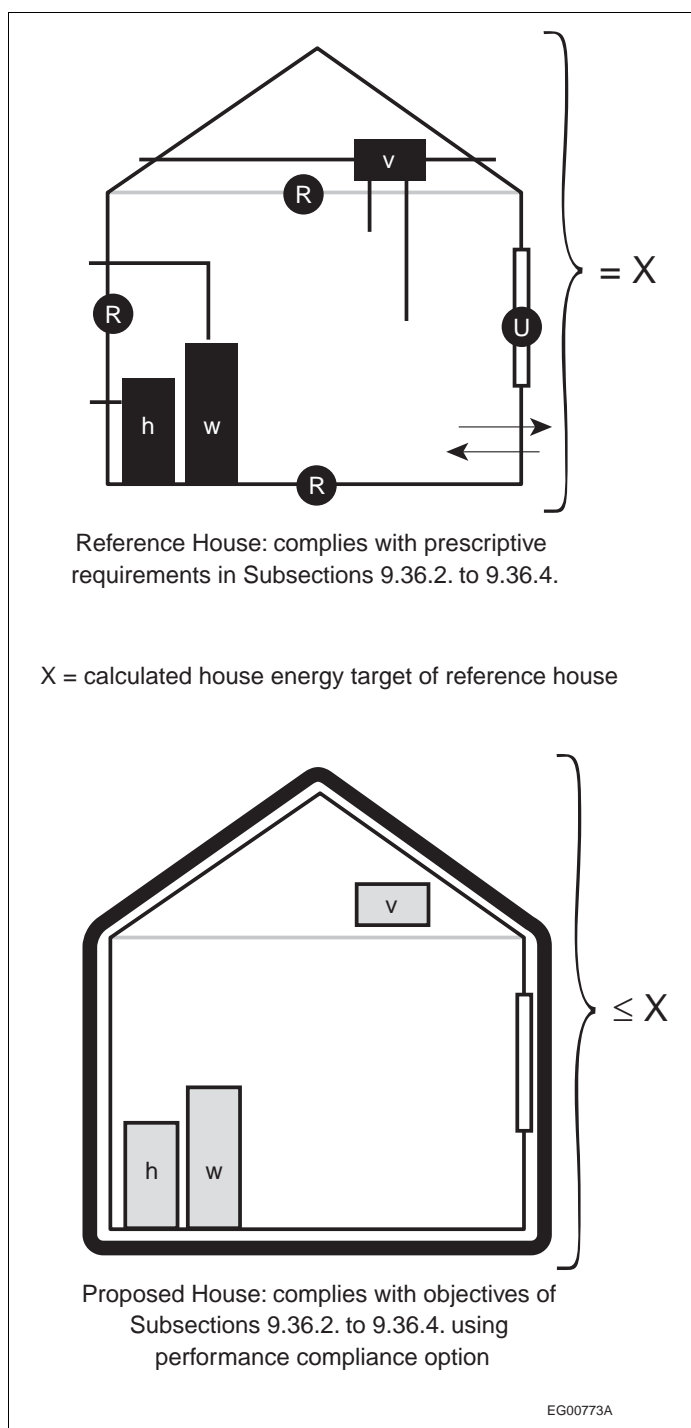 v
R
= X
R
U
h
w
R
Reference House: complies with prescriptive
requirements in Subsections 9.36.2. to 9.36.4.
X = calculated house energy target of reference house
v
≤ X
h
w
Proposed House: complies with objectives of
Subsections 9.36.2. to 9.36.4. using
performance compliance option
EG00773A